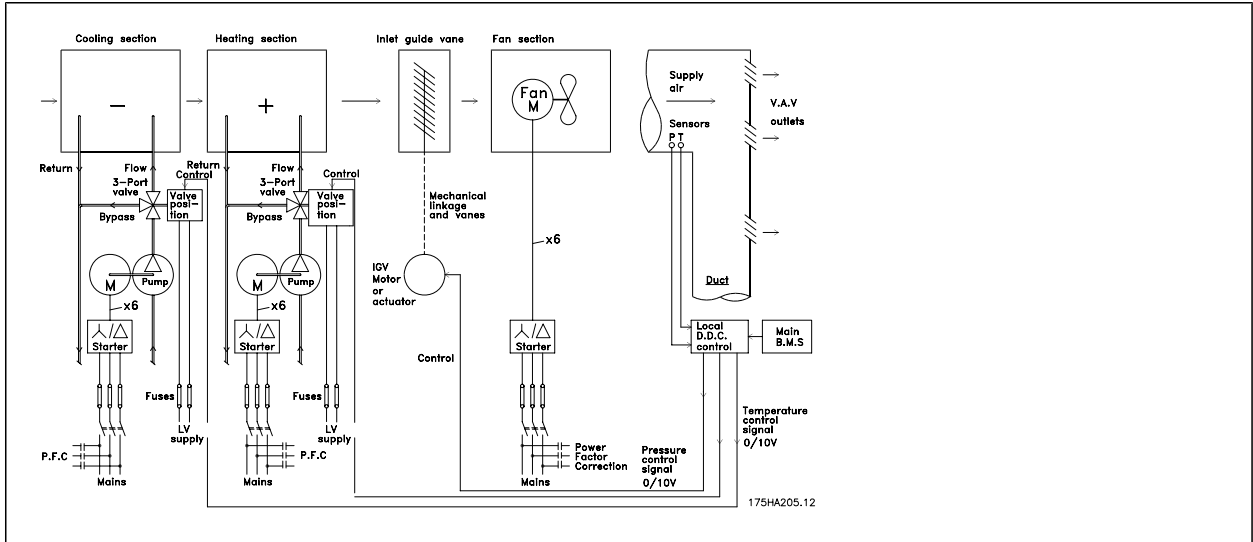 Cooling section
Heating section
Inlet guide vane
Fan section
−
+
Fan
M
Supply
air
Sensors
P T
V.A.V
outlets
Return
Flow
3-Port
valve
Bypass
Return
Control
Valve
posi-
tion
Flow
3-Port
valve
Bypass
Control
Valve
posi-
tion
Mechanical
linkage
and vanes
x6
M
Pump
x6
M
Pump
x6
IGV
Motor
or
actuator
Duct
Starter
Starter
Starter
Local
D.D.C.
control
Main
B.M.S
Control
Fuses
Fuses
LV
supply
LV
supply
P.F.C
P.F.C
Mains
Mains
Mains
Power
Factor
Correction
Pressure
control
signal
0/10V
Temperature
control
signal
0/10V
175HA205.12